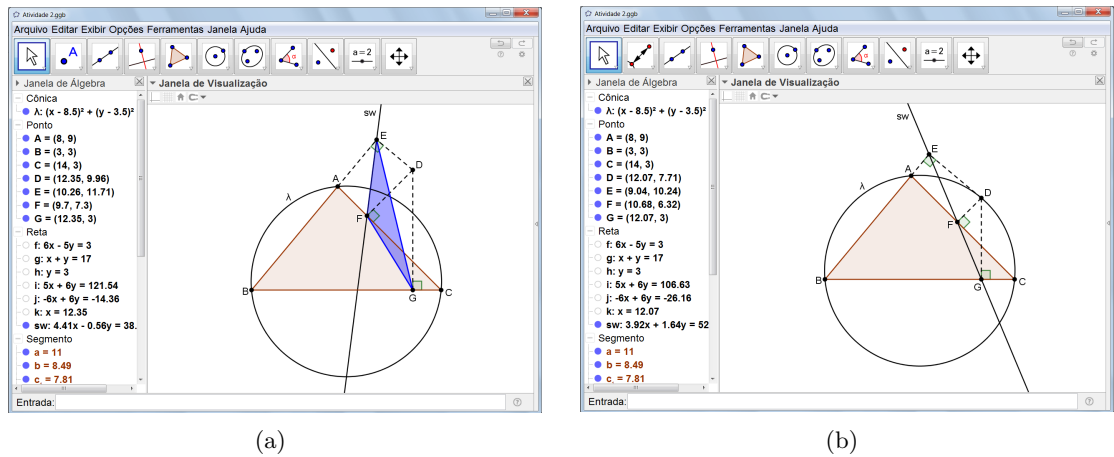 Atividade 2.ggb
Arquivo Editar Exibir Opções Ferramentas Janela Ajuda
A
α
a = 2
Janela de Álgebra
Janela de Visualização
Cônica
λ: (x - 8.5)² + (y - 3.5)²
Ponto
A = (8, 9)
B = (3, 3)
C = (14, 3)
D = (12.35, 9.96)
E = (10.26, 11.71)
F = (9.7, 7.3)
G = (12.35, 3)
Reta
f: 6x - 5y = 3
g: x + y = 17
h: y = 3
i: 5x + 6y = 121.54
j: -6x + 6y = -14.36
k: x = 12.35
sw: 4.41x - 0.56y = 38.
Segmento
a = 11
b = 8.49
c = 7.81
sw
E
D
A
λ
F
B
G
C
Entrada:
(a)
Atividade 2.ggb
Arquivo Editar Exibir Opções Ferramentas Janela Ajuda
α
a = 2
Janela de Álgebra
Janela de Visualização
Cônica
λ: (x - 8.5)² + (y - 3.5)²
Ponto
A = (8, 9)
B = (3, 3)
C = (14, 3)
D = (12.07, 7.71)
E = (9.04, 10.24)
F = (10.68, 6.32)
G = (12.07, 3)
Reta
f: 6x - 5y = 3
g: x + y = 17
h: y = 3
i: 5x + 6y = 106.63
j: -6x + 6y = -26.16
k: x = 12.07
sw: 3.92x + 1.64y = 52
Segmento
a = 11
b = 8.49
c = 7.81
sw
E
A
λ
D
F
B
G
C
Entrada:
(b)